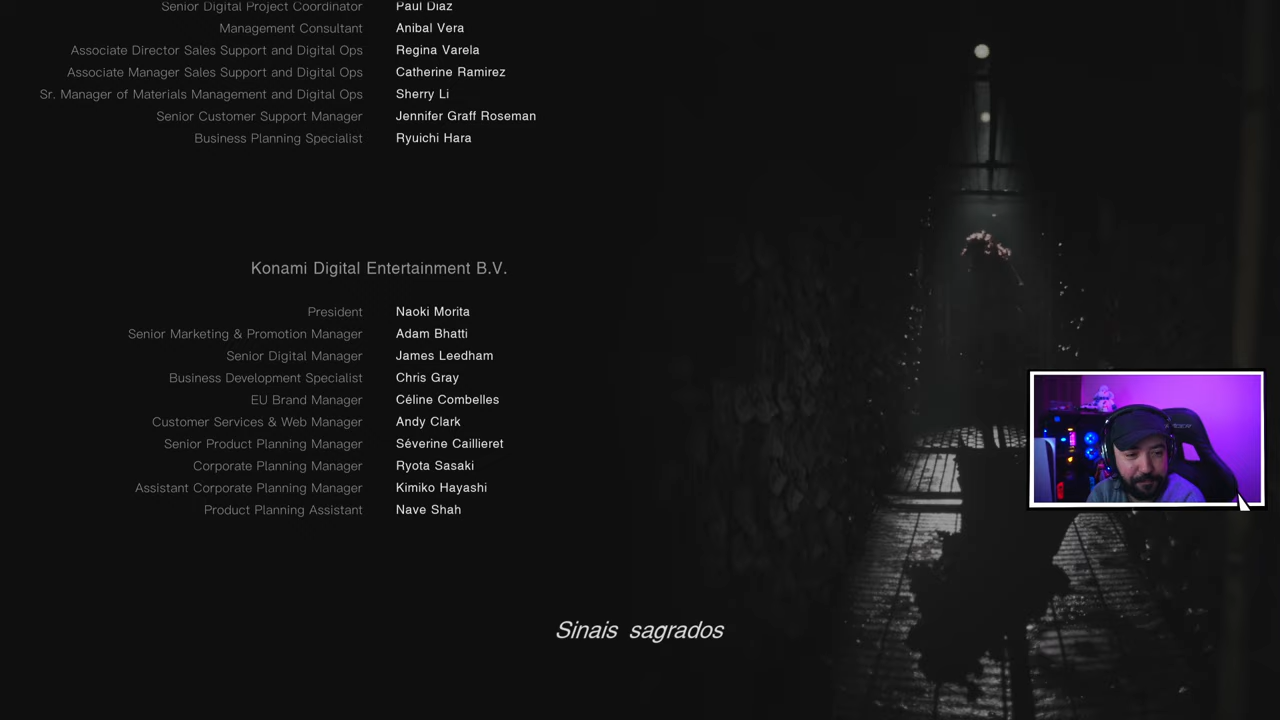 Senior Digital Project Coordinator Paul Diaz
Management Consultant Anibal Vera
Associate Director Sales Support and Digital Ops Regina Varela
Associate Manager Sales Support and Digital Ops Catherine Ramirez
Sr. Manager of Materials Management and Digital Ops Sherry Li
Senior Customer Support Manager Jennifer Graff Roseman
Business Planning Specialist Ryuichi Hara
Konami Digital Entertainment B.V.
President Naoki Morita
Senior Marketing & Promotion Manager Adam Bhatti
Senior Digital Manager James Leedham
Business Development Specialist Chris Gray
EU Brand Manager Céline Combelles
Customer Services & Web Manager Andy Clark
Senior Product Planning Manager Séverine Caillieret
Corporate Planning Manager Ryota Sasaki
Assistant Corporate Planning Manager Kimiko Hayashi
Product Planning Assistant Nave Shah
Sinais sagrados